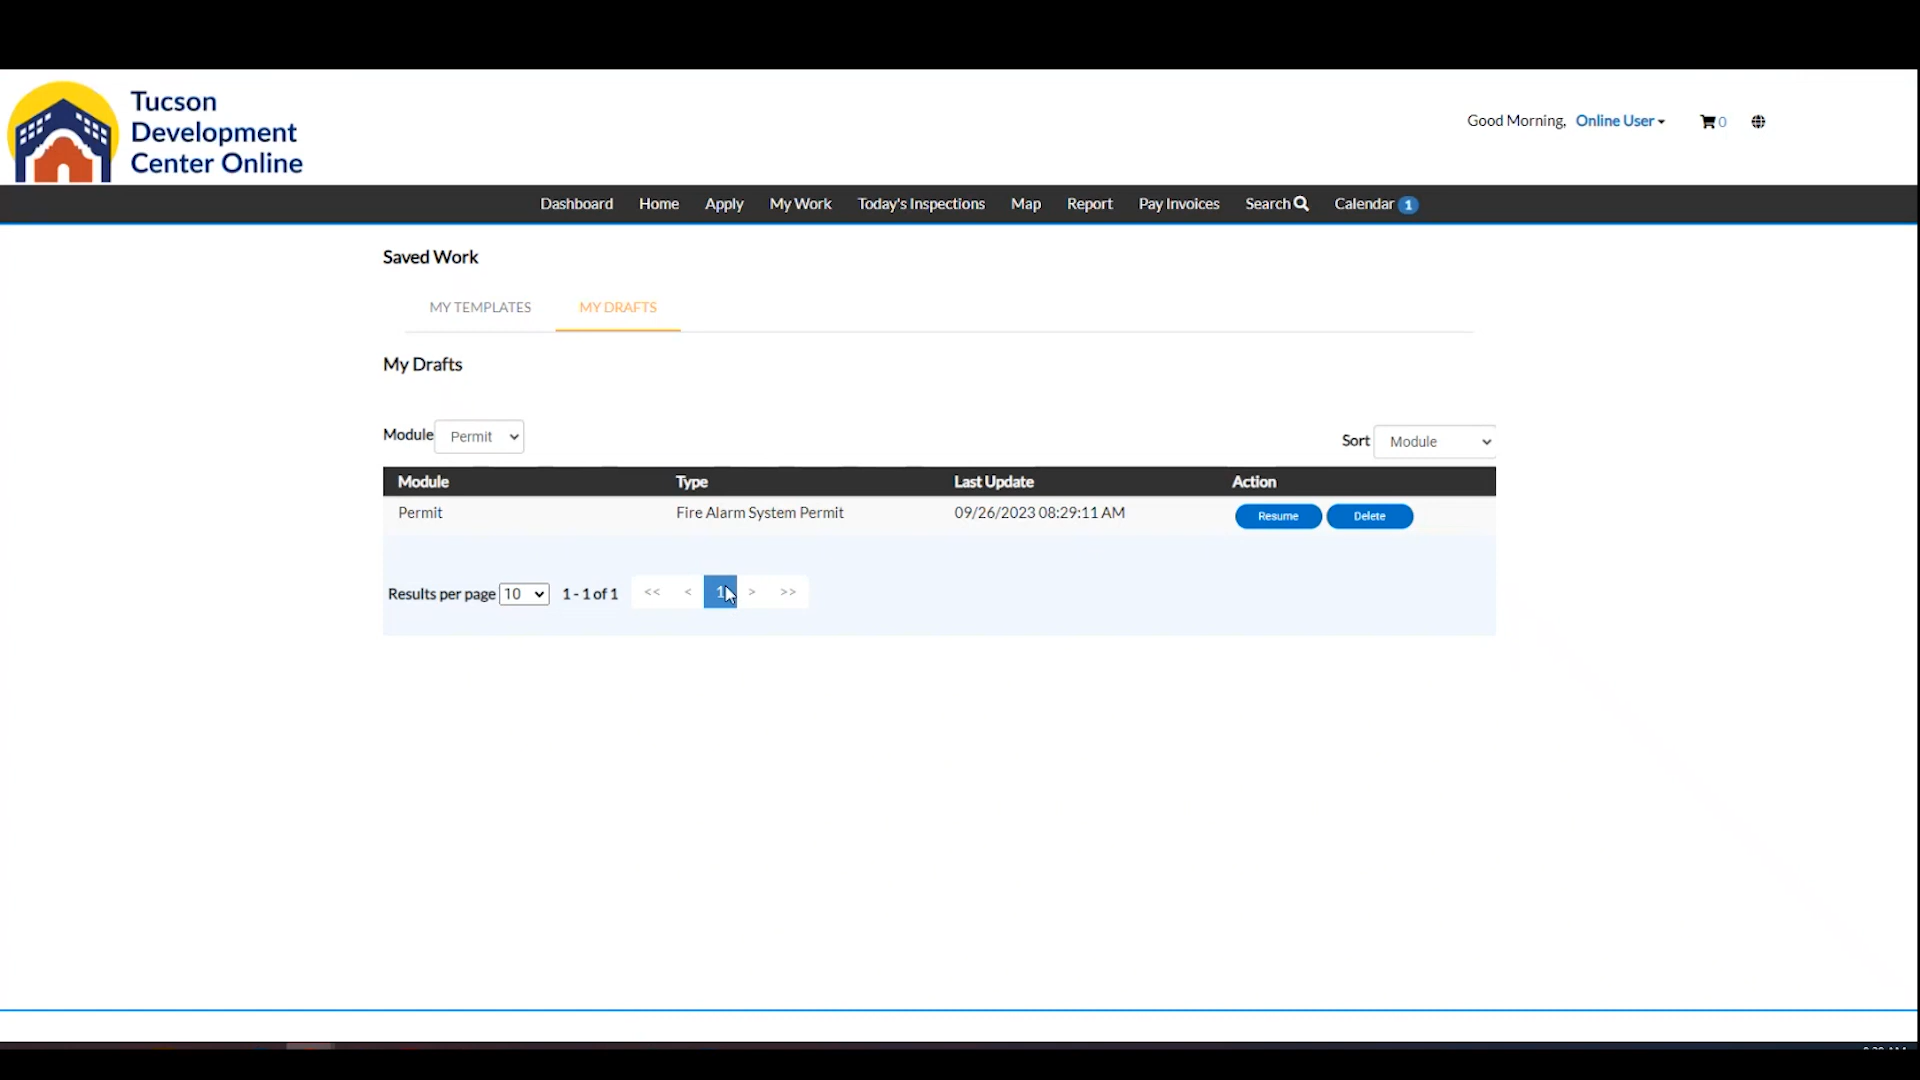 Tucson
Development
Center Online
Good Morning, Online User
0
Dashboard Home Apply My Work Today's Inspections Map Report Pay Invoices Search Calendar 1
Saved Work
MY TEMPLATES MY DRAFTS
My Drafts
Module Permit
Sort Module
Module Type Last Update Action
Permit Fire Alarm System Permit 09/26/2023 08:29:11 AM Resume Delete
Results per page 10 1 - 1 of 1 << < 1 > >>